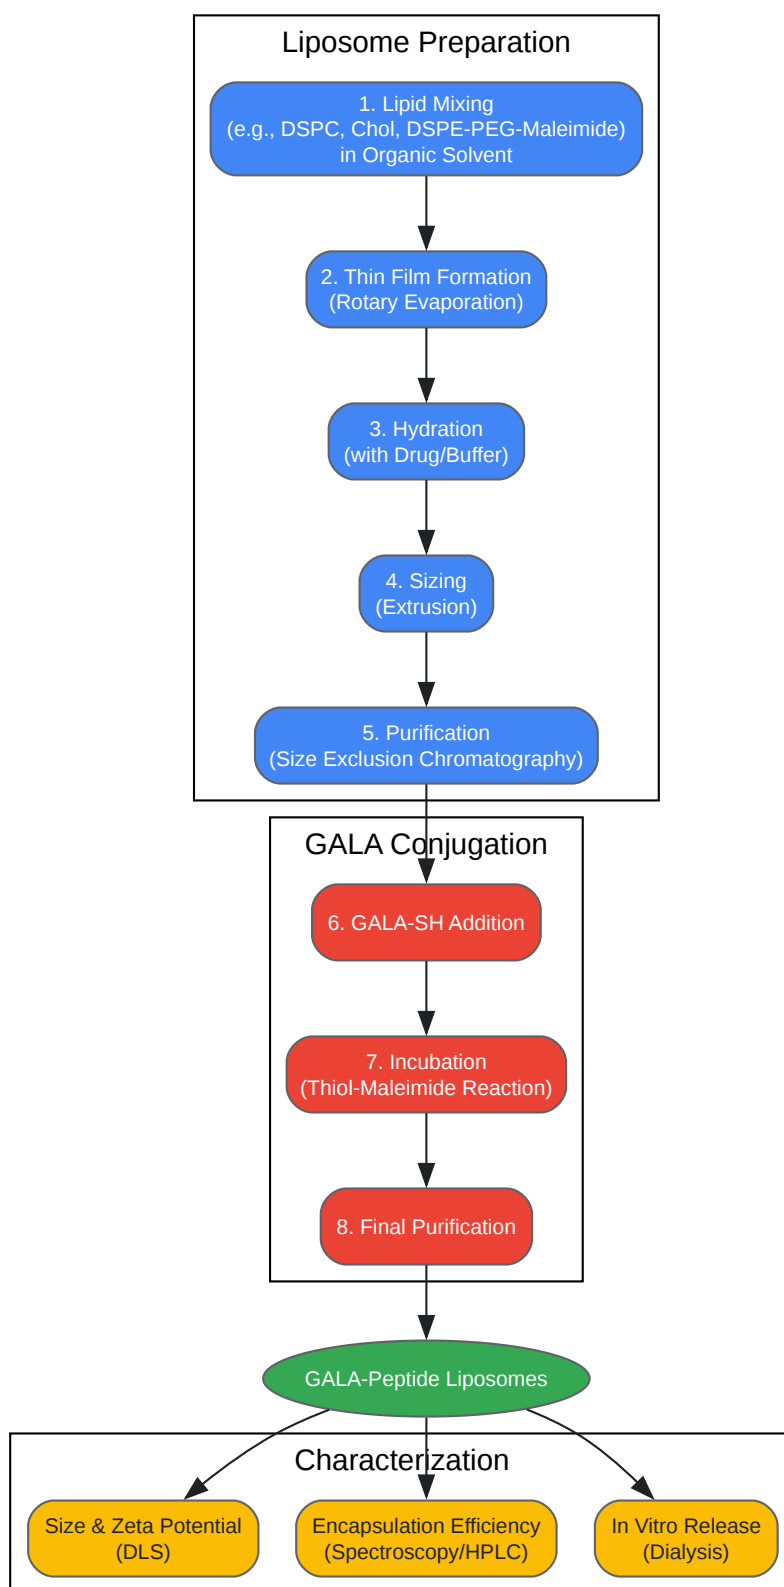 Liposome Preparation
1. Lipid Mixing
(e.g., DSPC, Chol, DSPE-PEG-Maleimide)
in Organic Solvent
2. Thin Film Formation
(Rotary Evaporation)
3. Hydration
(with Drug/Buffer)
4. Sizing
(Extrusion)
5. Purification
(Size Exclusion Chromatography)
GALA Conjugation
6. GALA-SH Addition
7. Incubation
(Thiol-Maleimide Reaction)
8. Final Purification
GALA-Peptide Liposomes
Characterization
Size & Zeta Potential
(DLS)
Encapsulation Efficiency
(Spectroscopy/HPLC)
In Vitro Release
(Dialysis)